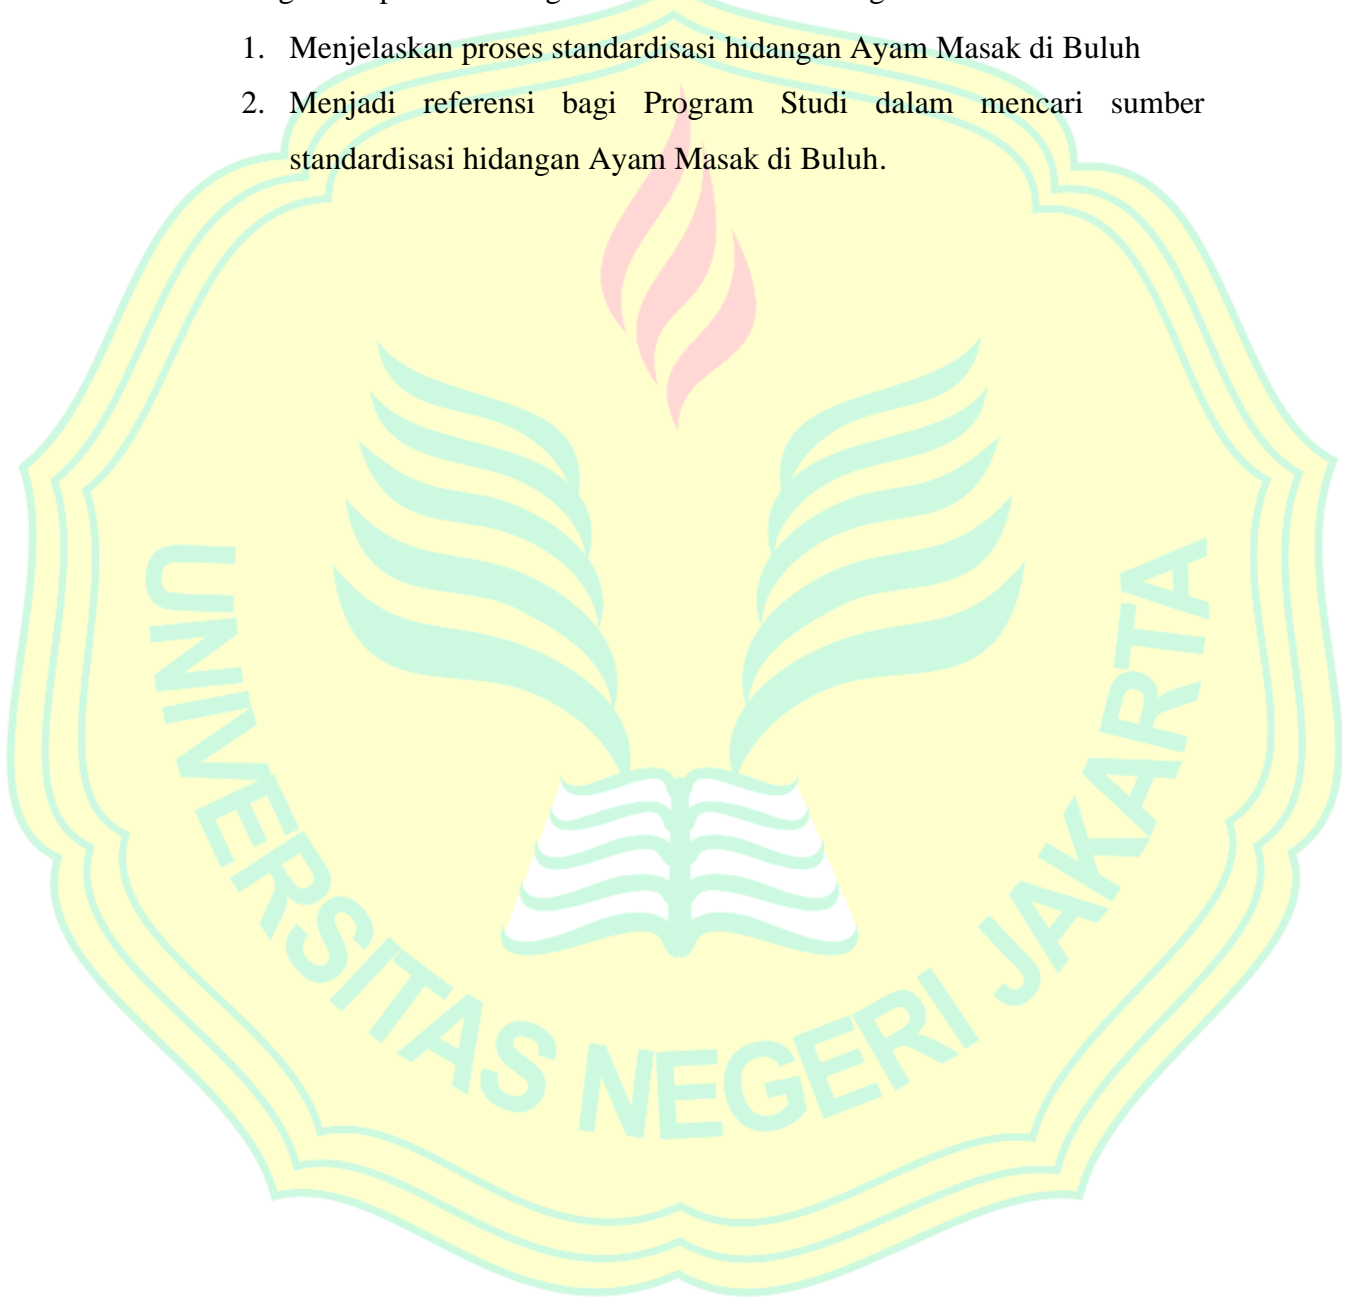 1. Menjelaskan proses standardisasi hidangan Ayam Masak di Buluh
2. Menjadi referensi bagi Program Studi dalam mencari sumber
standardisasi hidangan Ayam Masak di Buluh.
UNIVERSITAS NEGERI JAKARTA